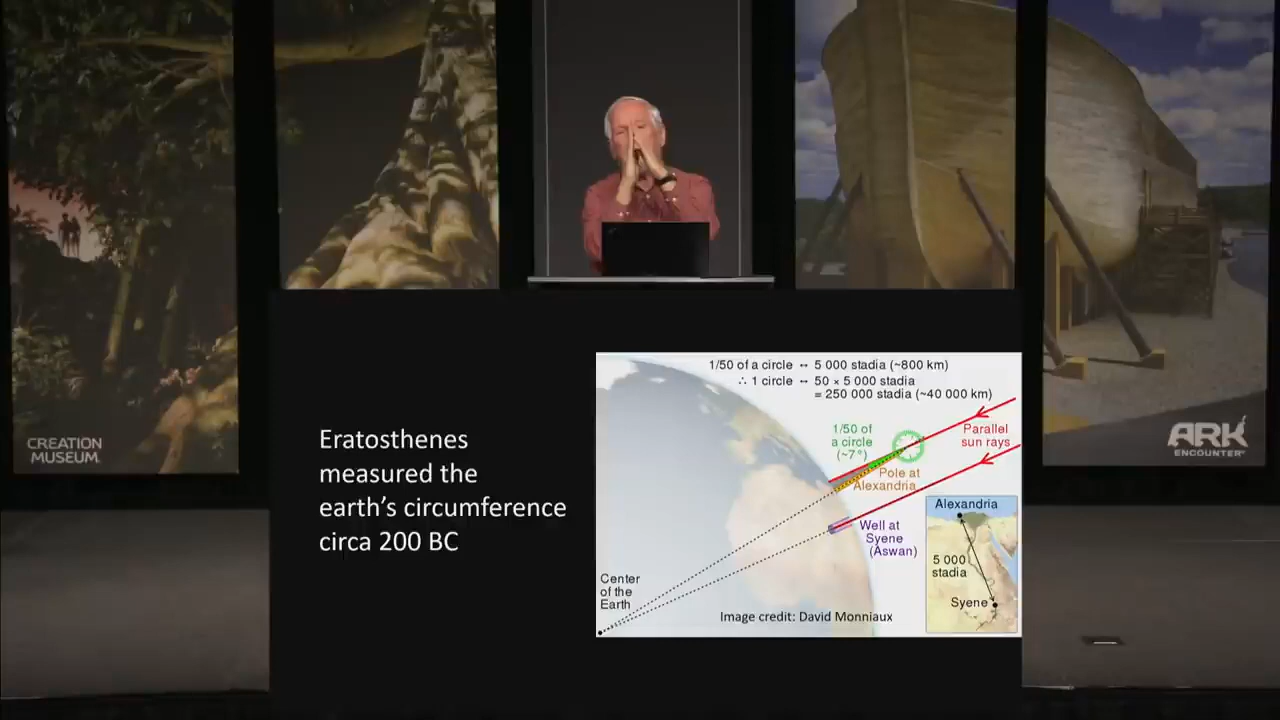 CREATION
MUSEUM
ARK
ENCOUNTER
Eratosthenes
measured the
earth’s circumference
circa 200 BC
1/50 of a circle ↔ 5 000 stadia (~800 km)
∴ 1 circle ↔ 50 × 5 000 stadia
= 250 000 stadia (~40 000 km)
1/50 of
a circle
(~7°)
Parallel
sun rays
Pole at
Alexandria
Well at
Syene
(Aswan)
Alexandria
5 000
stadia
Syene
Center
of the
Earth
Image credit: David Monniaux